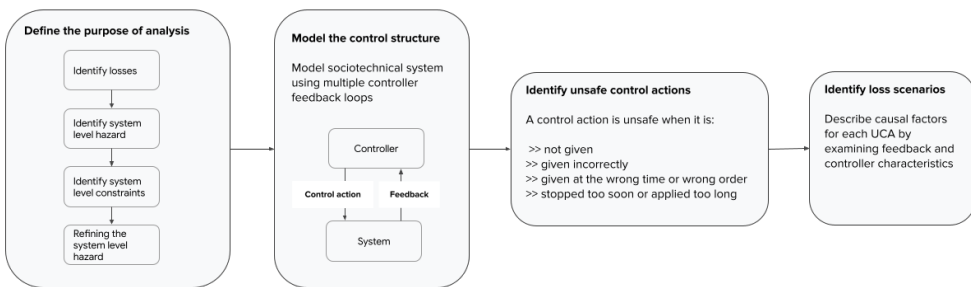 Define the purpose of analysis
Identify losses
Identify system
level hazard
Identify system
level constraints
Refining the
system level
hazard
Model the control structure
Model sociotechnical system
using multiple controller
feedback loops
Controller
Control action
Feedback
System
Identify unsafe control actions
A control action is unsafe when it is:
>> not given
>> given incorrectly
>> given at the wrong time or wrong order
>> stopped too soon or applied too long
Identify loss scenarios
Describe causal factors
for each UCA by
examining feedback and
controller characteristics